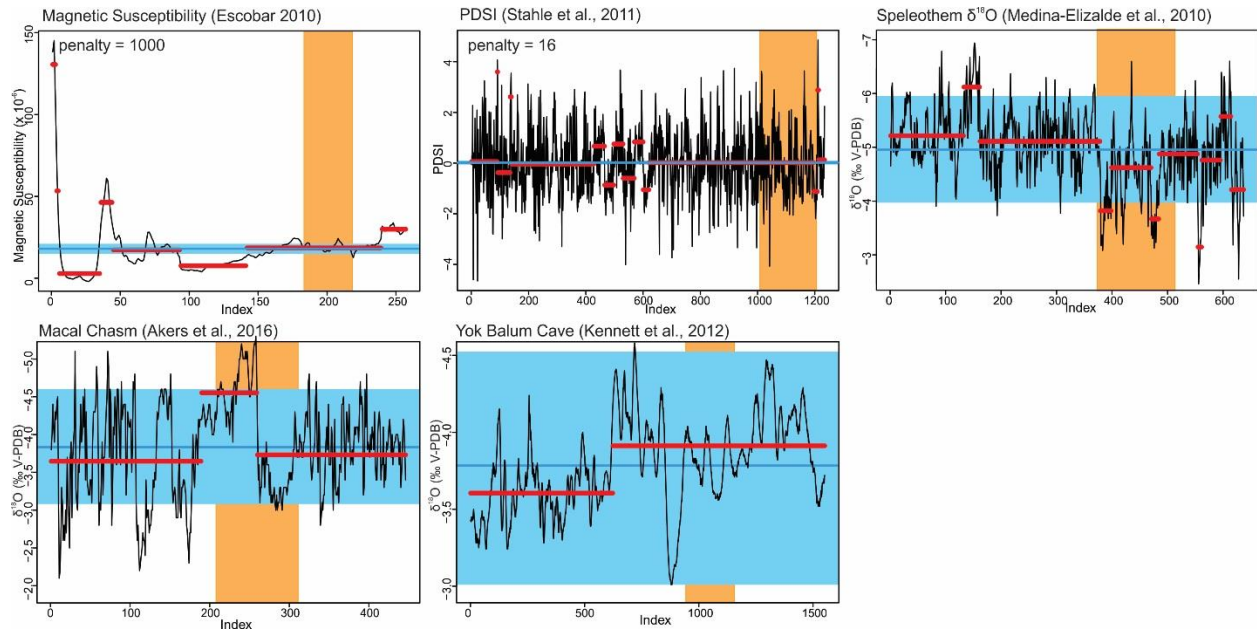 Magnetic Susceptibility (Escobar 2010)
penalty = 1000
Magnetic Susceptibility (x10⁻⁶)
150
100
50
0
0 50 100 150 200 250
Index
PDSI (Stahle et al., 2011)
penalty = 16
PDSI
4
2
0
-2
-4
0 200 400 600 800 1000 1200
Index
Speleothem δ¹⁸O (Medina-Elizalde et al., 2010)
δ¹⁸O (‰ V-PDB)
-7
-6
-5
-4
-3
0 100 200 300 400 500 600
Index
Macal Chasm (Akers et al., 2016)
δ¹⁸O (‰ V-PDB)
-5.0
-4.5
-4.0
-3.5
-3.0
-2.5
-2.0
0 100 200 300 400
Index
Yok Balum Cave (Kennett et al., 2012)
δ¹⁸O (‰ V-PDB)
-4.5
-4.0
-3.5
-3.0
0 500 1000 1500
Index